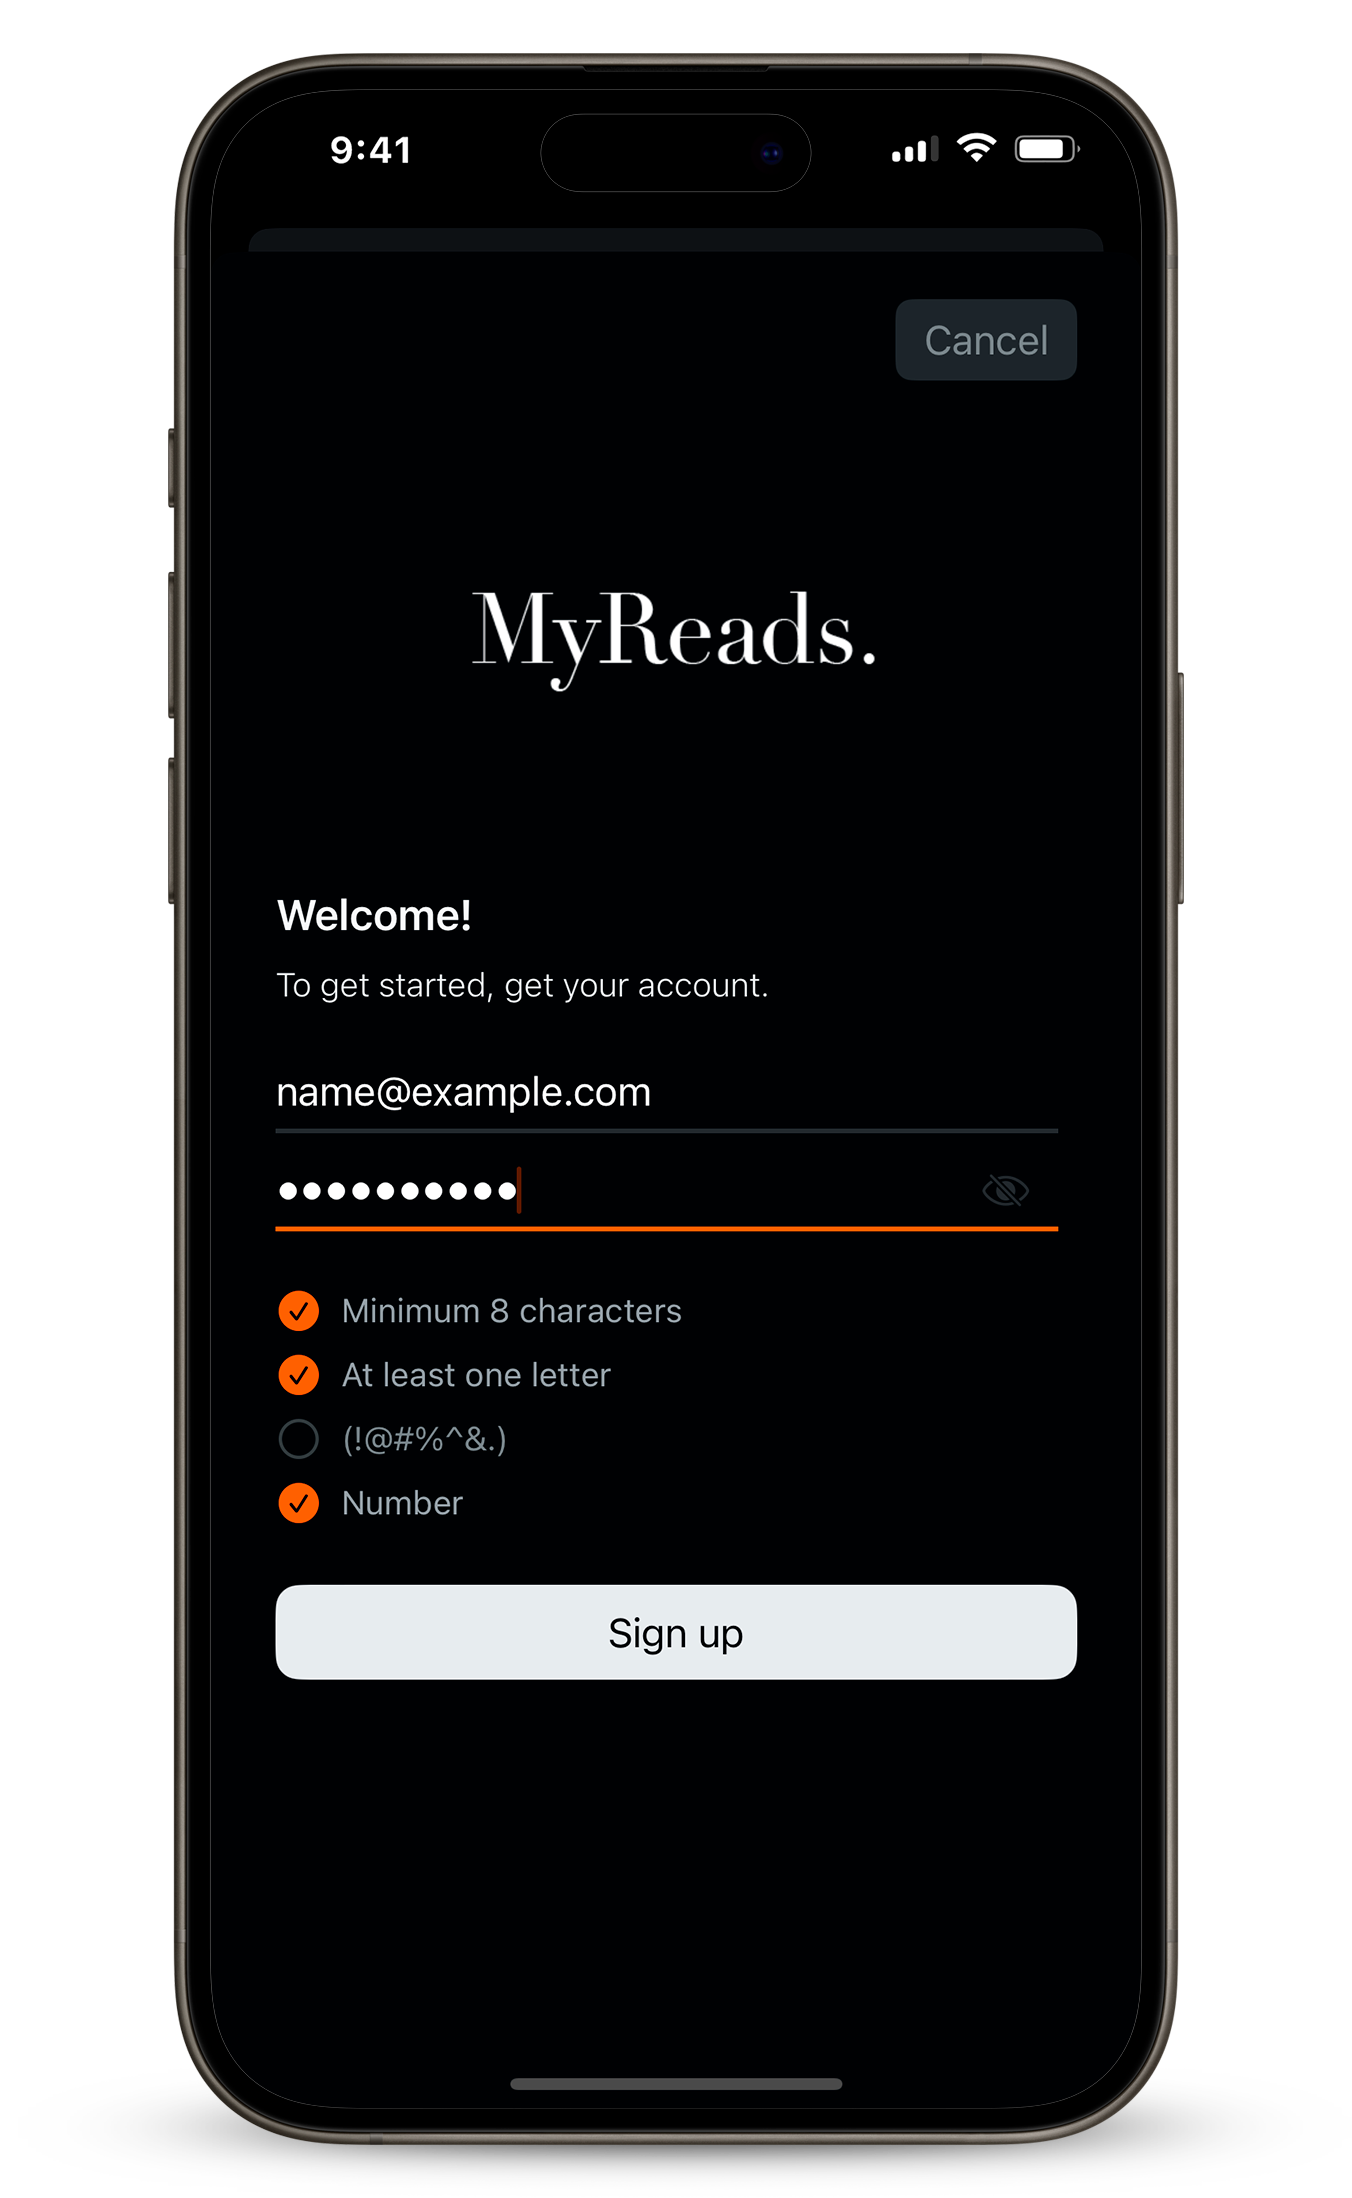 9:41
Cancel
MyReads.
Welcome!
To get started, get your account.
name@example.com
●●●●●●●●●●
Minimum 8 characters
At least one letter
(!@#%^&.)
Number
Sign up